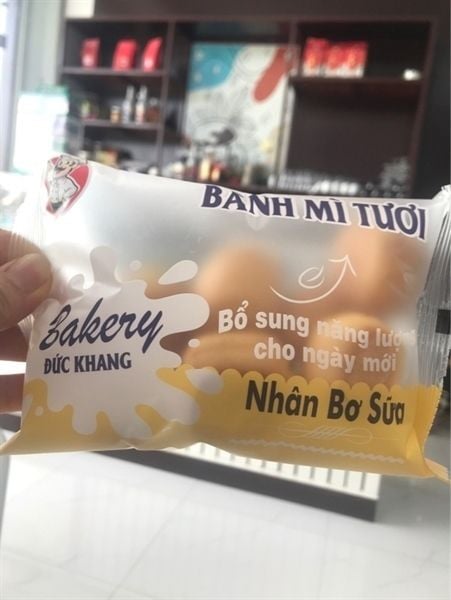 BÁNH MÌ TƯƠI
Bakery
ĐỨC KHANG
Bổ sung năng lượng
cho ngày mới
Nhân Bơ Sữa